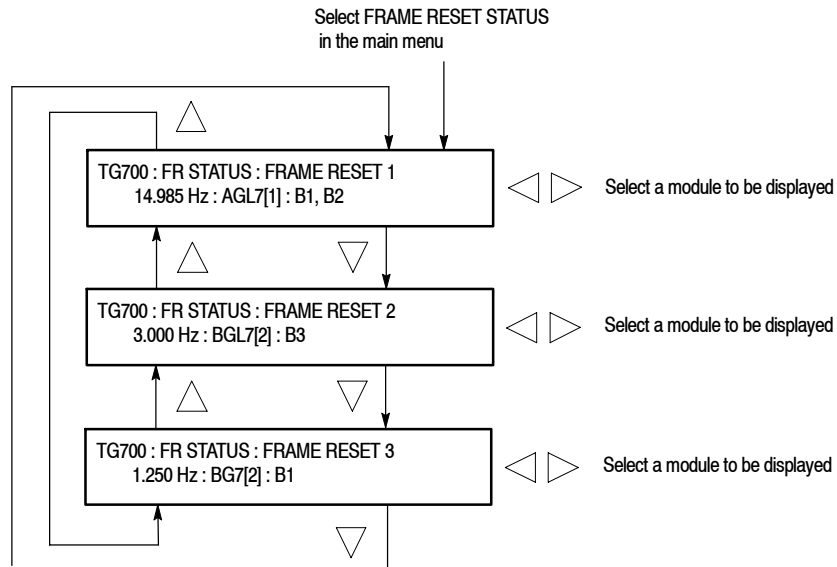 Select FRAME RESET STATUS
in the main menu
TG700 : FR STATUS : FRAME RESET 1
14.985 Hz : AGL7[1] : B1, B2
Select a module to be displayed
TG700 : FR STATUS : FRAME RESET 2
3.000 Hz : BGL7[2] : B3
Select a module to be displayed
TG700 : FR STATUS : FRAME RESET 3
1.250 Hz : BG7[2] : B1
Select a module to be displayed